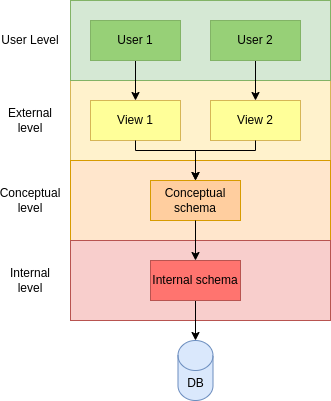 User Level
User 1
User 2
External
level
View 1
View 2
Conceptual
level
Conceptual
schema
Internal
level
Internal schema
DB